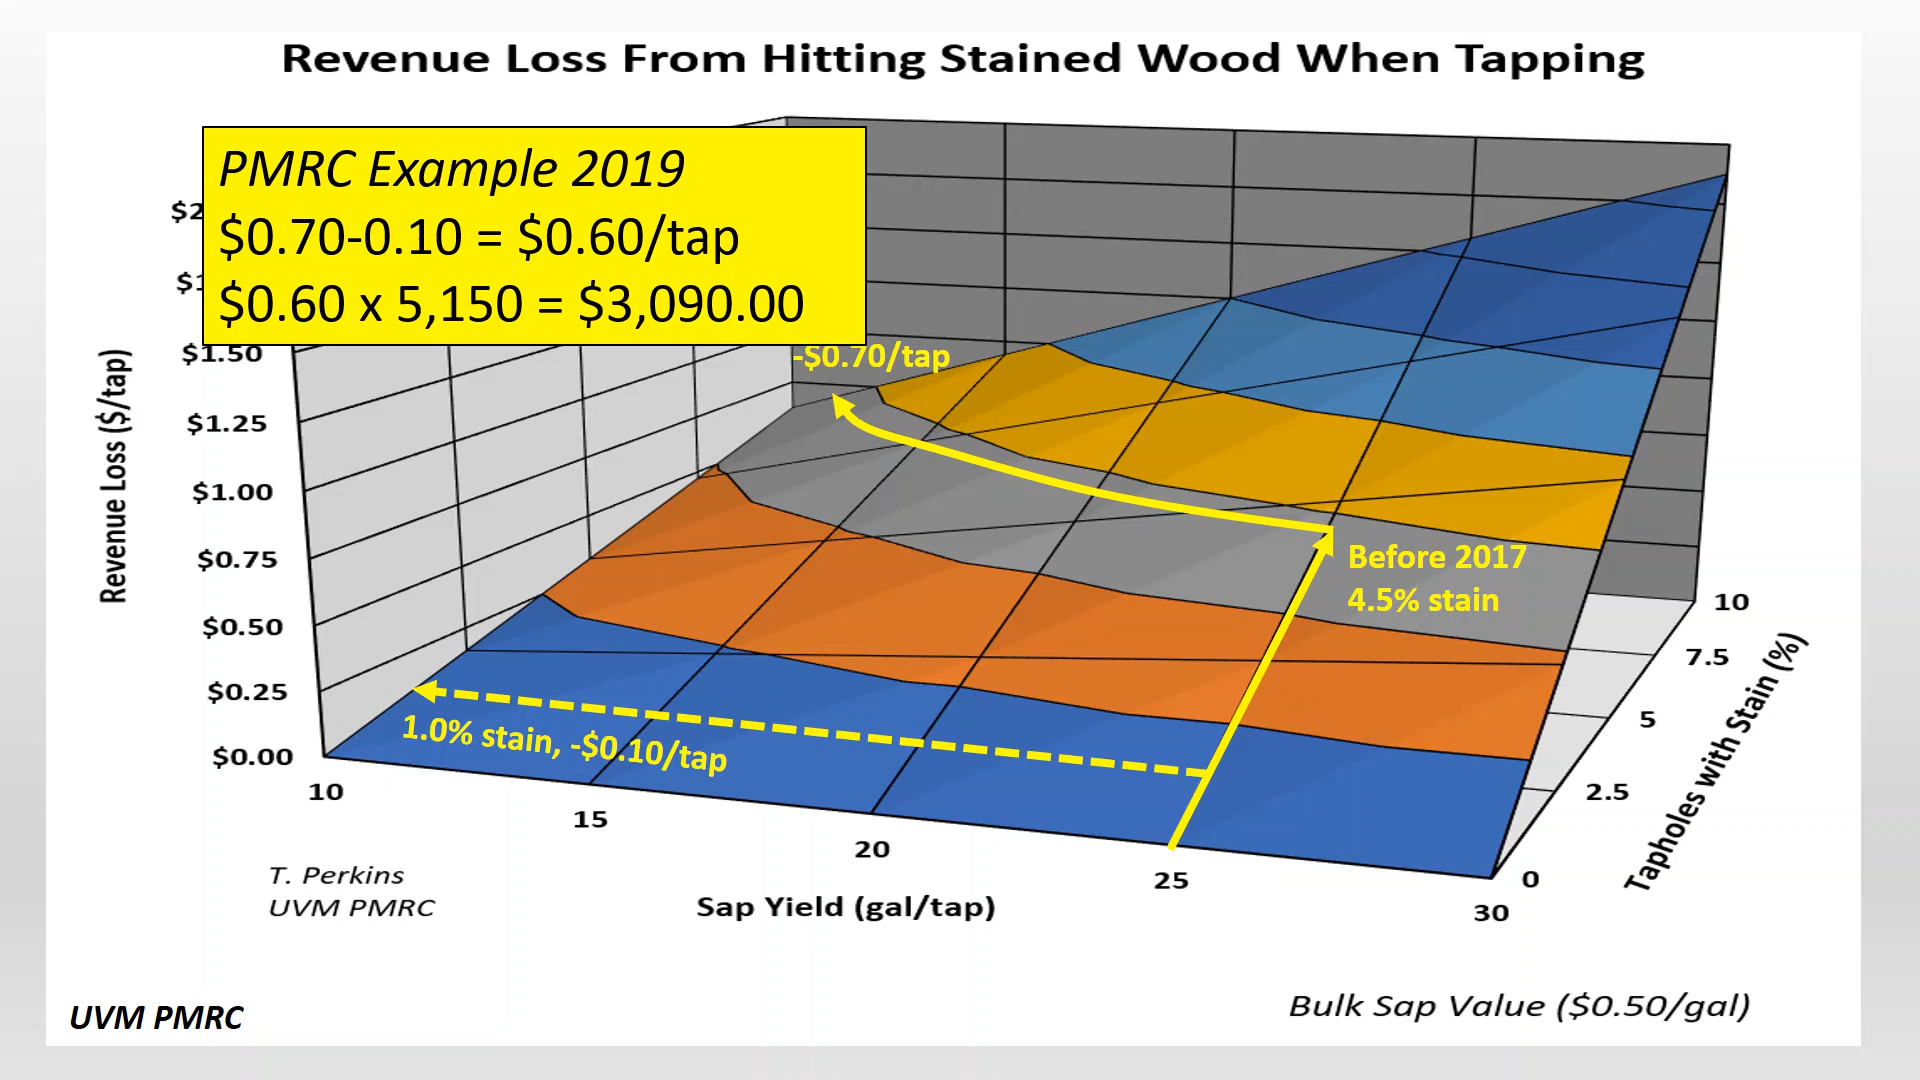 Revenue Loss From Hitting Stained Wood When Tapping
PMRC Example 2019
$0.70-0.10 = $0.60/tap
$0.60 x 5,150 = $3,090.00
-$0.70/tap
$1.50
$1.25
$1.00
$0.75
$0.50
$0.25
$0.00
Revenue Loss ($/tap)
Before 2017
4.5% stain
1.0% stain, -$0.10/tap
10
7.5
5
2.5
0
Tapholes with Stain (%)
10
15
20
25
30
Sap Yield (gal/tap)
T. Perkins
UVM PMRC
Bulk Sap Value ($0.50/gal)
UVM PMRC